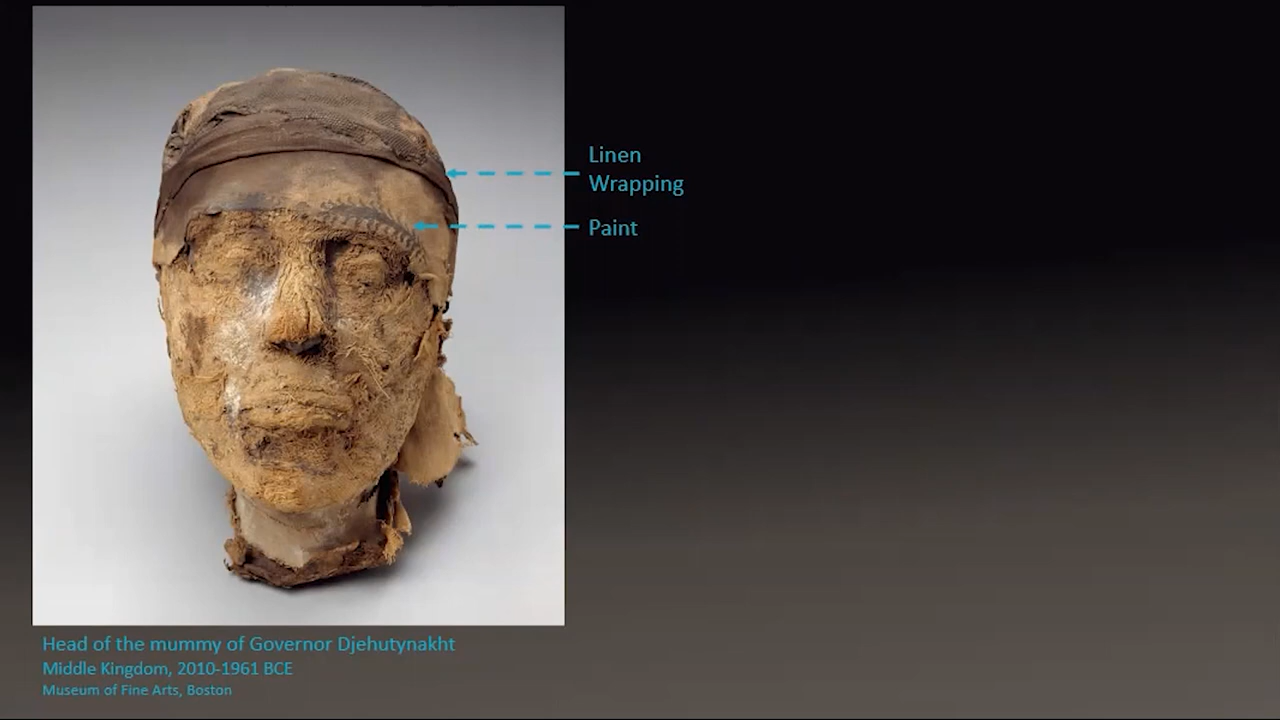 Linen
Wrapping
Paint
Head of the mummy of Governor Djehutynakht
Middle Kingdom, 2010-1961 BCE
Museum of Fine Arts, Boston